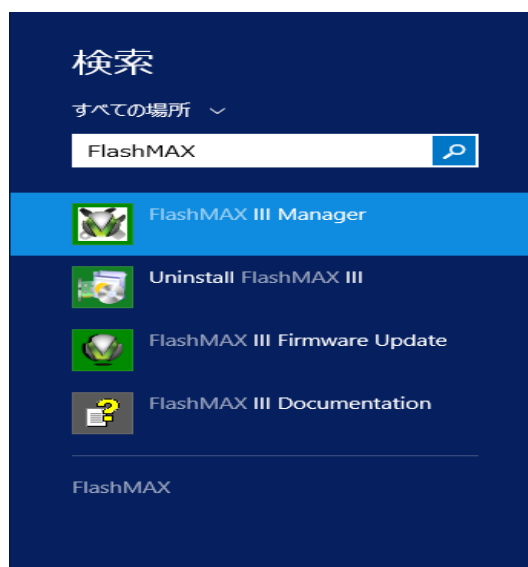 検索
すべての場所
FlashMAX
FlashMAX III Manager
Uninstall FlashMAX III
FlashMAX III Firmware Update
FlashMAX III Documentation
FlashMAX